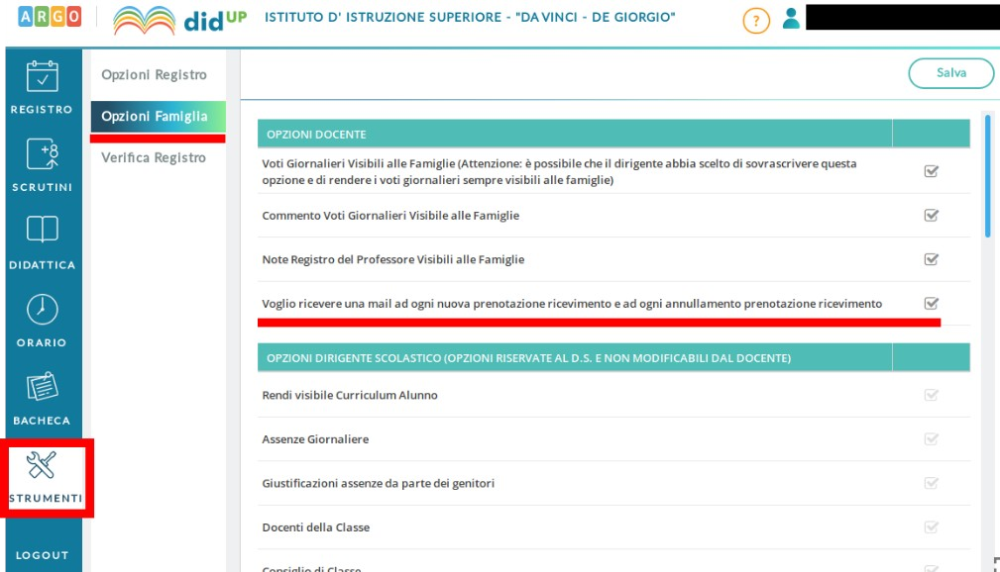 ARGO
didUP
ISTITUTO D' ISTRUZIONE SUPERIORE - "DA VINCI - DE GIORGIO"
?
REGISTRO
SCRUTINI
DIDATTICA
ORARIO
BACHECA
STRUMENTI
LOGOUT
Opzioni Registro
Opzioni Famiglia
Verifica Registro
Salva
OPZIONI DOCENTE
Voti Giornalieri Visibili alle Famiglie (Attenzione: è possibile che il dirigente abbia scelto di sovrascrivere questa
opzione e di rendere i voti giornalieri sempre visibili alle famiglie)
Commento Voti Giornalieri Visibile alle Famiglie
Note Registro del Professore Visibili alle Famiglie
Voglio ricevere una mail ad ogni nuova prenotazione ricevimento e ad ogni annullamento prenotazione ricevimento
OPZIONI DIRIGENTE SCOLASTICO (OPZIONI RISERVATE AL D.S. E NON MODIFICABILI DAL DOCENTE)
Rendi visibile Curriculum Alunno
Assenze Giornaliere
Giustificazioni assenze da parte dei genitori
Docenti della Classe
Consiglio di Classe